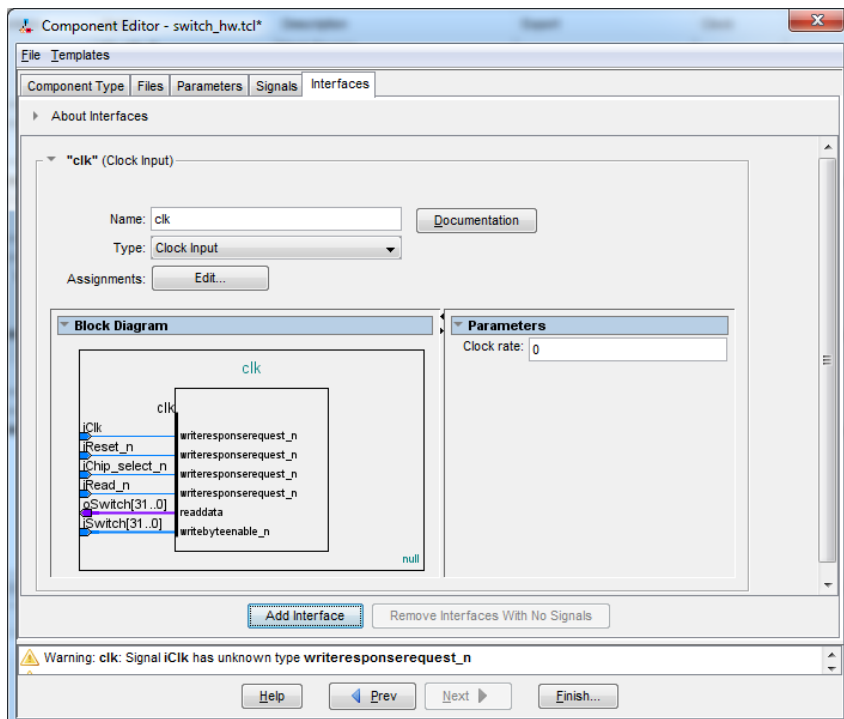 Component Editor - switch_hw.tcl*
File Templates
Component Type Files Parameters Signals Interfaces
About Interfaces
"clk" (Clock Input)
Name: clk Documentation
Type: Clock Input
Assignments: Edit...
Block Diagram
Parameters
Clock rate: 0
clk
clk
iClk
writeresponserequest_n
iReset_n
writeresponserequest_n
iChip_select_n
writeresponserequest_n
iRead_n
writeresponserequest_n
oSwitch[31..0]
readdata
iSwitch[31..0]
writebyteenable_n
null
Add Interface Remove Interfaces With No Signals
Warning: clk: Signal iClk has unknown type writeresponserequest_n
Help Prev Next Finish...